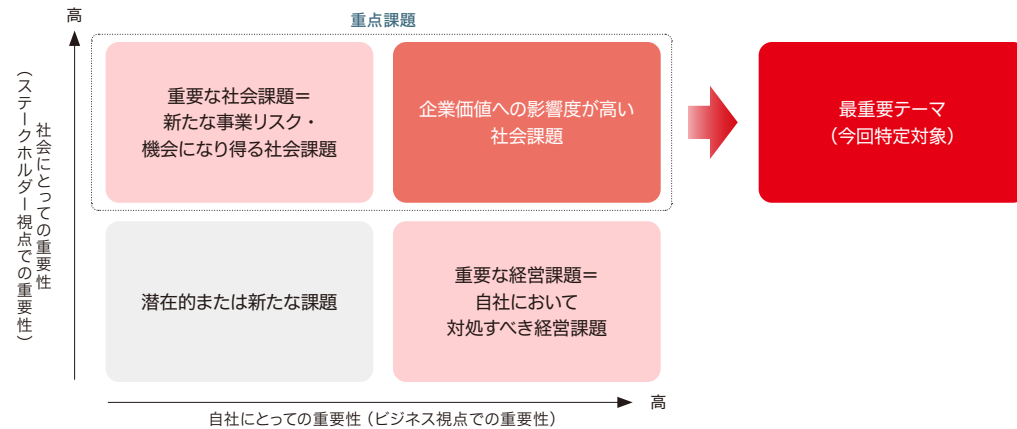 高
重点課題
社会にとっての重要性
（ステークホルダー視点での重要性）
重要な社会課題＝
新たな事業リスク・
機会になり得る社会課題
企業価値への影響度が高い
社会課題
最重要テーマ
（今回特定対象）
潜在的または新たな課題
重要な経営課題＝
自社において
対処すべき経営課題
高
自社にとっての重要性（ビジネス視点での重要性）